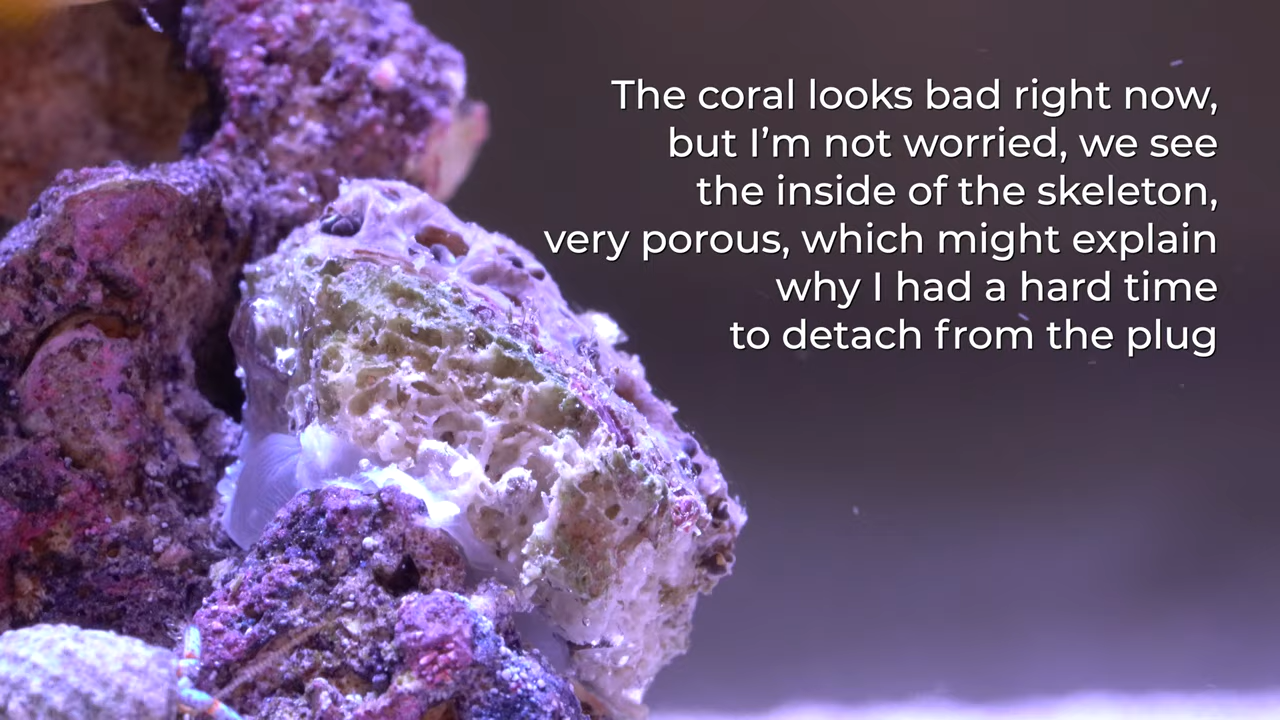 The coral looks bad right now,
but I’m not worried, we see
the inside of the skeleton,
very porous, which might explain
why I had a hard time
to detach from the plug